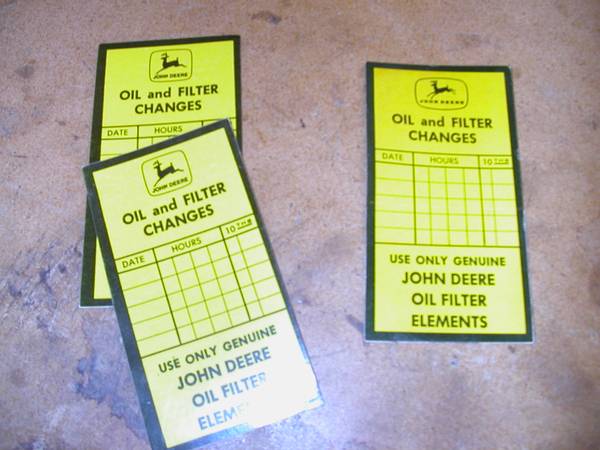 JOHN DEERE
OIL and FILTER
CHANGES
DATE HOURS
JOHN DEERE
OIL and FILTER
CHANGES
DATE HOURS 10
USE ONLY GENUINE
JOHN DEERE
OIL FILTER
JOHN DEERE
OIL and FILTER
CHANGES
DATE HOURS 10
USE ONLY GENUINE
JOHN DEERE
OIL FILTER
ELEMENTS